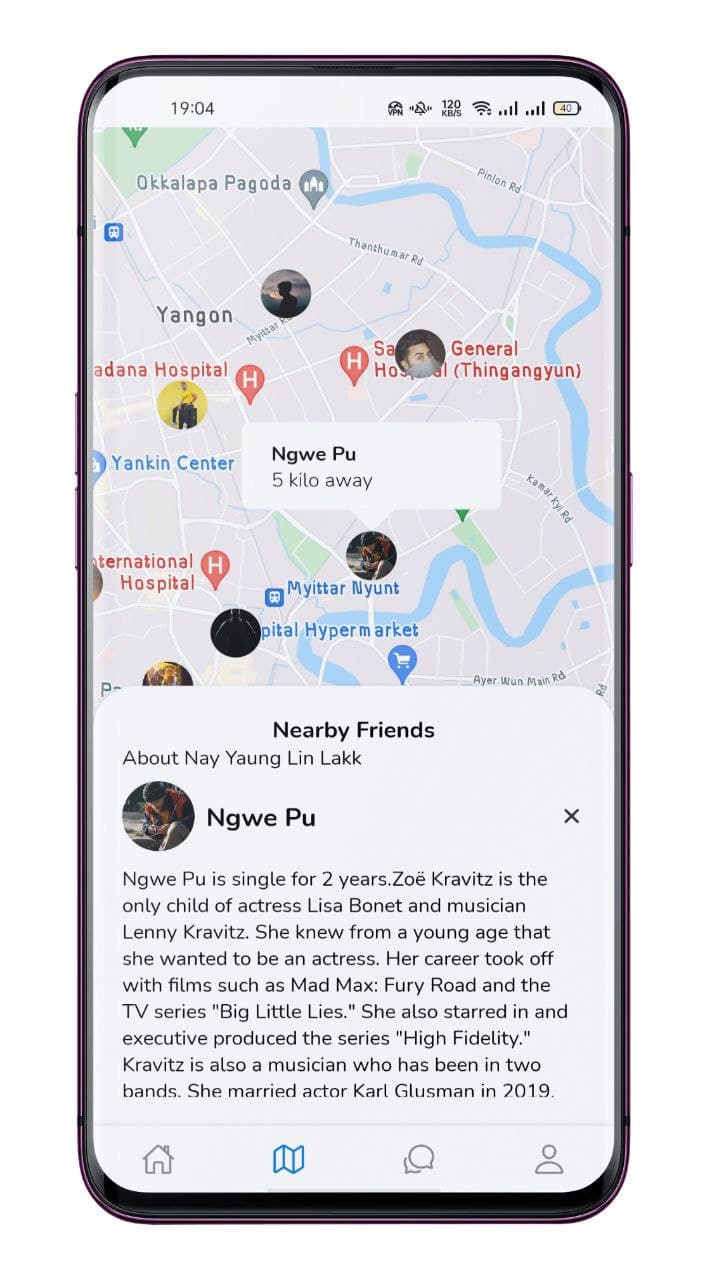 19:04
VPN
120
KB/S
40
Okkalapa Pagoda
Pinlon Rd
Thanthumar Rd
Yangon
Myittar
Sa General
adana Hospital
Hos al (Thingangyun)
Yankin Center
Ngwe Pu
5 kilo away
Kamar Kyi Rd
nternational
Hospital
Myittar Nyunt
pital Hypermarket
Ayer Wun Main Rd
Rd
Nearby Friends
About Nay Yaung Lin Lakk
Ngwe Pu
Ngwe Pu is single for 2 years.Zoë Kravitz is the
only child of actress Lisa Bonet and musician
Lenny Kravitz. She knew from a young age that
she wanted to be an actress. Her career took off
with films such as Mad Max: Fury Road and the
TV series "Big Little Lies." She also starred in and
executive produced the series "High Fidelity."
Kravitz is also a musician who has been in two
bands. She married actor Karl Glusman in 2019.